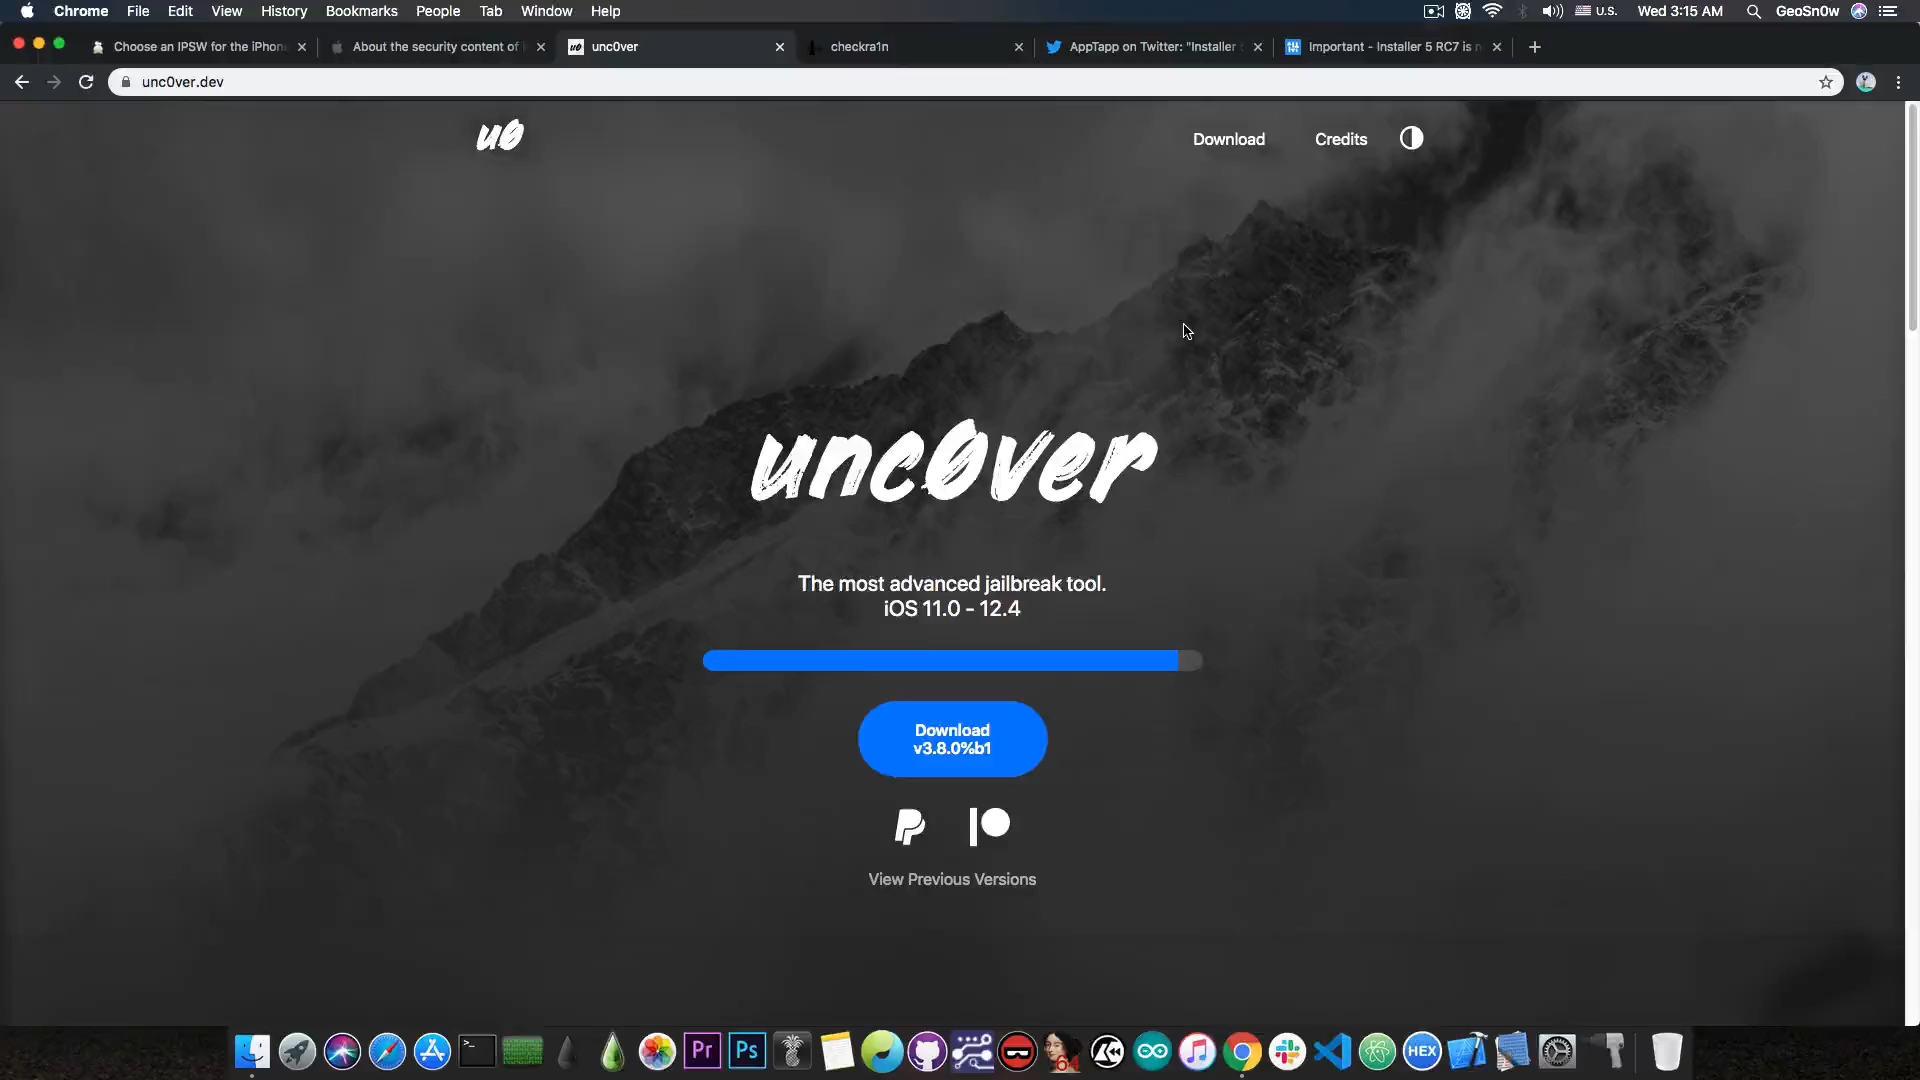 Chrome File Edit View History Bookmarks People Tab Window Help U.S. Wed 3:15 AM GeoSn0w
Choose an IPSW for the iPhone About the security content of unc0ver checkra1n AppTapp on Twitter: "Installer Important - Installer 5 RC7 is
unc0ver.dev
u0 Download Credits
unc0ver
The most advanced jailbreak tool.
iOS 11.0 - 12.4
Download
v3.8.0%b1
View Previous Versions
Pr Ps 64 HEX